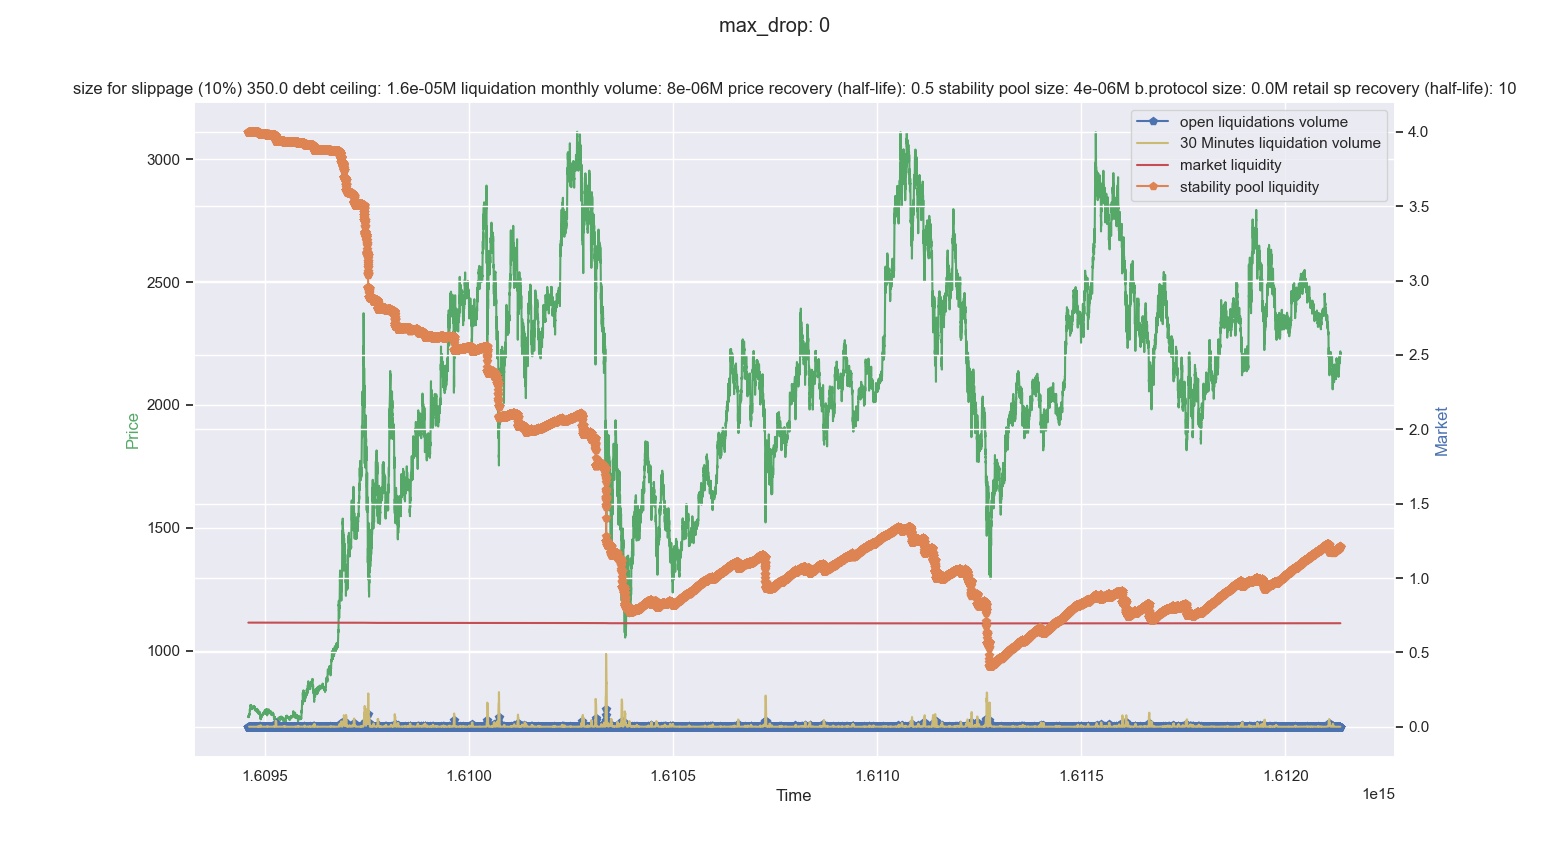 max_drop: 0
size for slippage (10%) 350.0 debt ceiling: 1.6e-05M liquidation monthly volume: 8e-06M price recovery (half-life): 0.5 stability pool size: 4e-06M b.protocol size: 0.0M retail sp recovery (half-life): 10
open liquidations volume
30 Minutes liquidation volume
market liquidity
stability pool liquidity
3000
2500
2000
1500
1000
Price
4.0
3.5
3.0
2.5
2.0
1.5
1.0
0.5
0.0
Market
1.6095
1.6100
1.6105
1.6110
1.6115
1.6120
1e15
Time